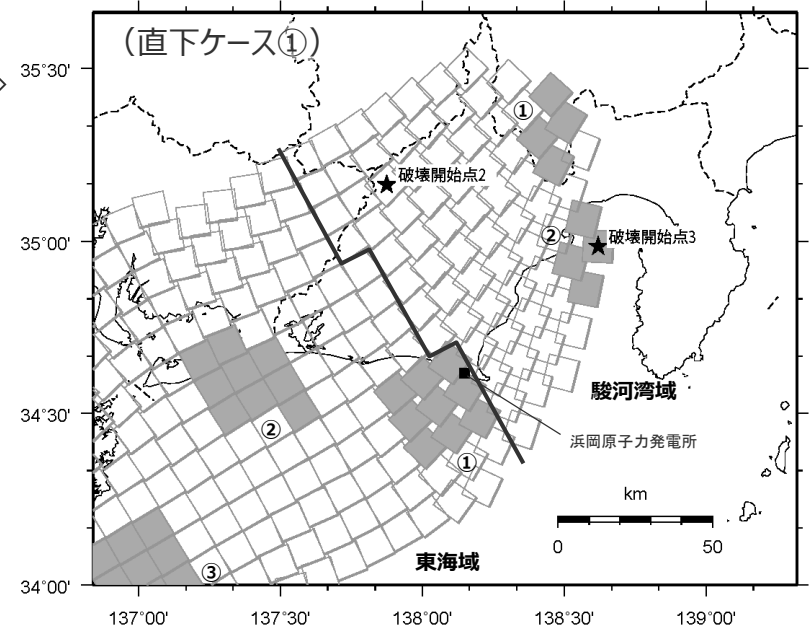 （直下ケース①）
35°30'
①
破壊開始点2
35°00'
②
破壊開始点3
駿河湾域
34°30'
②
浜岡原子力発電所
①
km
0
50
東海域
③
34°00'
137°00'
137°30'
138°00'
138°30'
139°00'